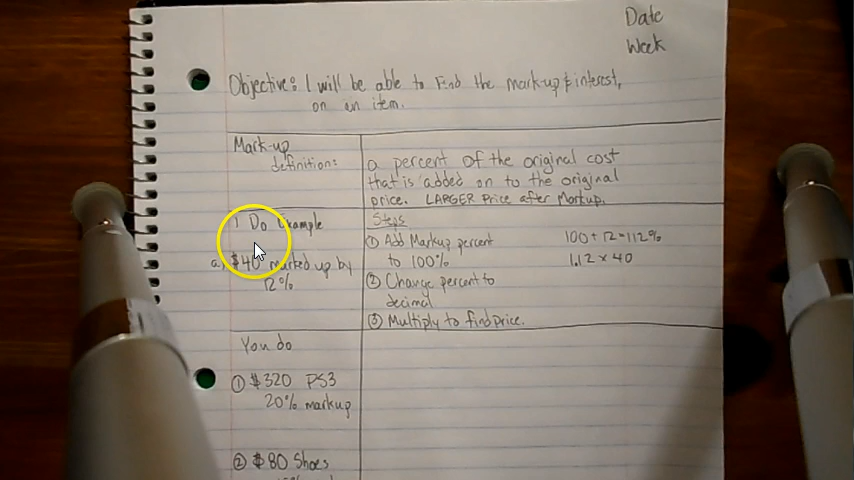 Date
Week
Objective: I will be able to Find the mark-up & interest,
on an item.
Mark-up
definition:
a percent of the original cost
that is added on to the original
price. LARGER Price after Markup.
I Do Example
a.) $40 marked up by
12%
Steps
① Add Markup percent
to 100%
② Change percent to
decimal
③ Multiply to find price.
100 + 12 = 112%
1.12 x 40
You do
① $320 PS3
20% markup
② $80 Shoes